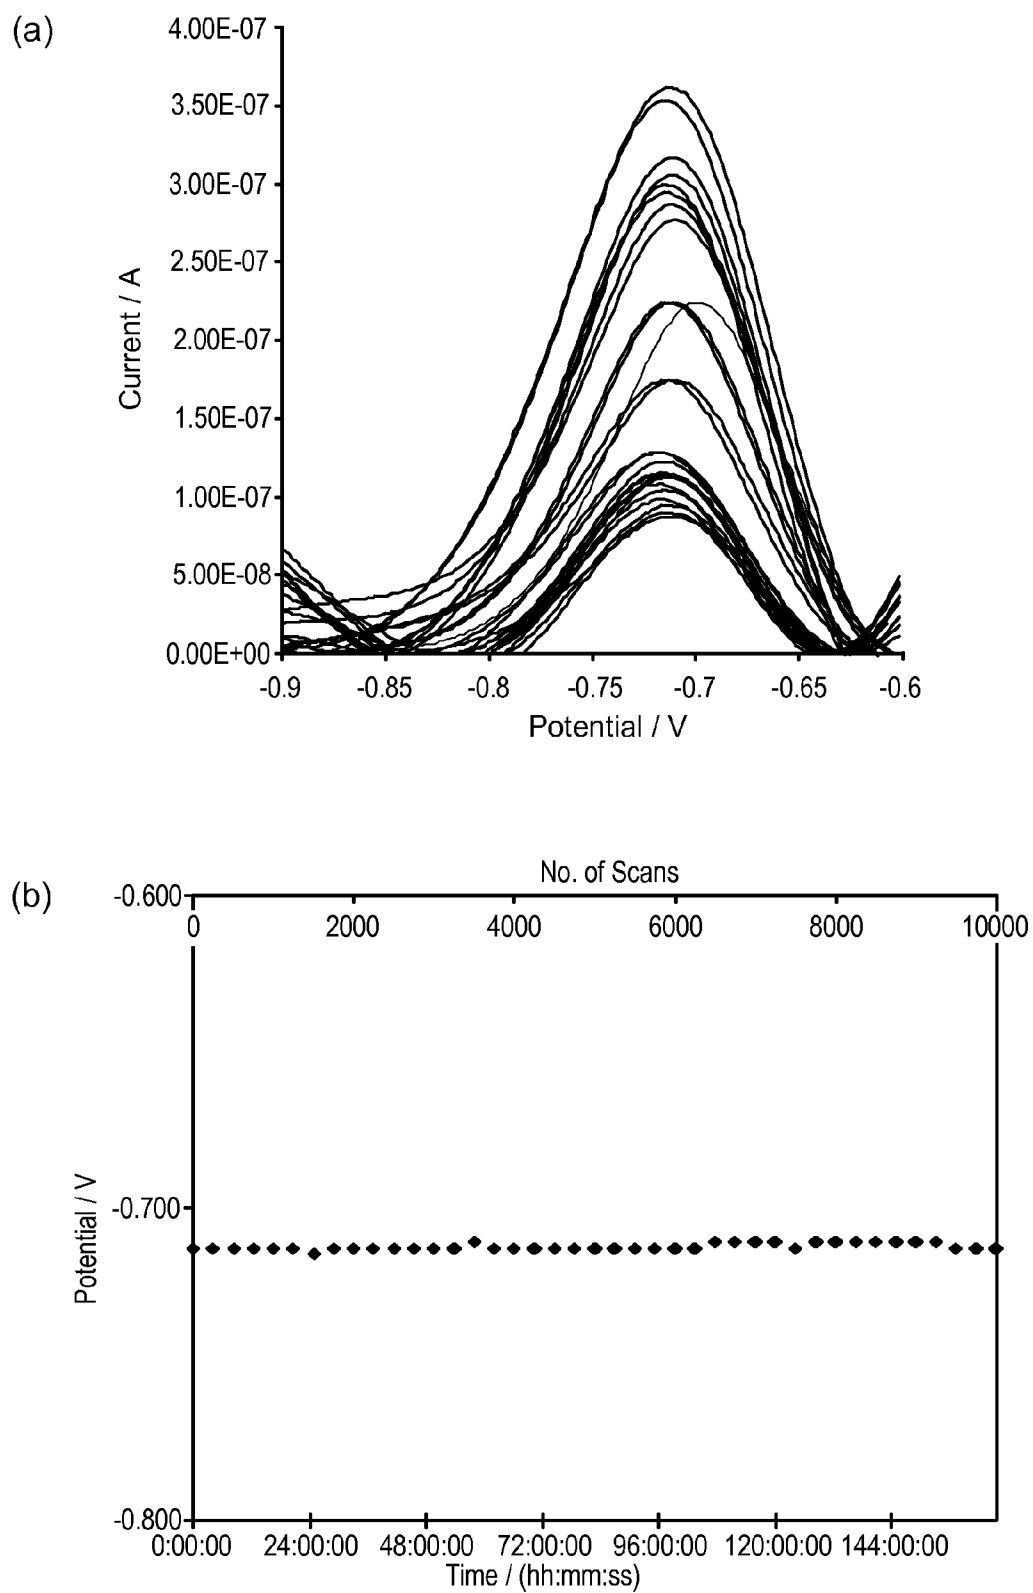 (a)
4.00E-07
3.50E-07
3.00E-07
2.50E-07
2.00E-07
1.50E-07
1.00E-07
5.00E-08
0.00E+00
Current / A
-0.9 -0.85 -0.8 -0.75 -0.7 -0.65 -0.6
Potential / V
(b)
No. of Scans
0 2000 4000 6000 8000 10000
-0.600
-0.700
-0.800
Potential / V
0:00:00 24:00:00 48:00:00 72:00:00 96:00:00 120:00:00 144:00:00
Time / (hh:mm:ss)